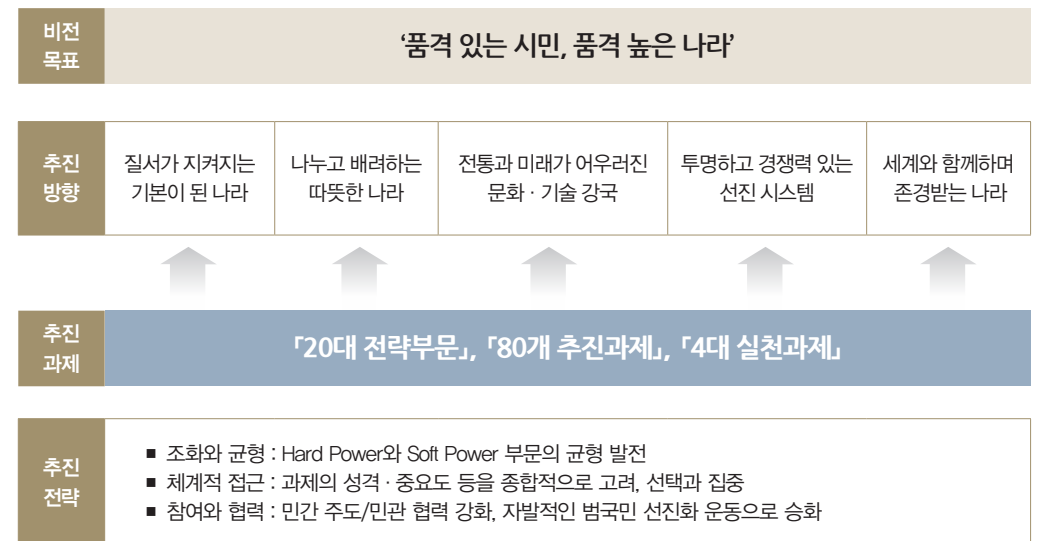 비전
목표
‘품격 있는 시민, 품격 높은 나라’
추진
방향
질서가 지켜지는
기본이 된 나라
나누고 배려하는
따뜻한 나라
전통과 미래가 어우러진
문화 · 기술 강국
투명하고 경쟁력 있는
선진 시스템
세계와 함께하며
존경받는 나라
추진
과제
「20대 전략부문」, 「80개 추진과제」, 「4대 실천과제」
추진
전략
■ 조화와 균형 : Hard Power와 Soft Power 부문의 균형 발전
■ 체계적 접근 : 과제의 성격 · 중요도 등을 종합적으로 고려, 선택과 집중
■ 참여와 협력 : 민간 주도/민관 협력 강화, 자발적인 범국민 선진화 운동으로 승화